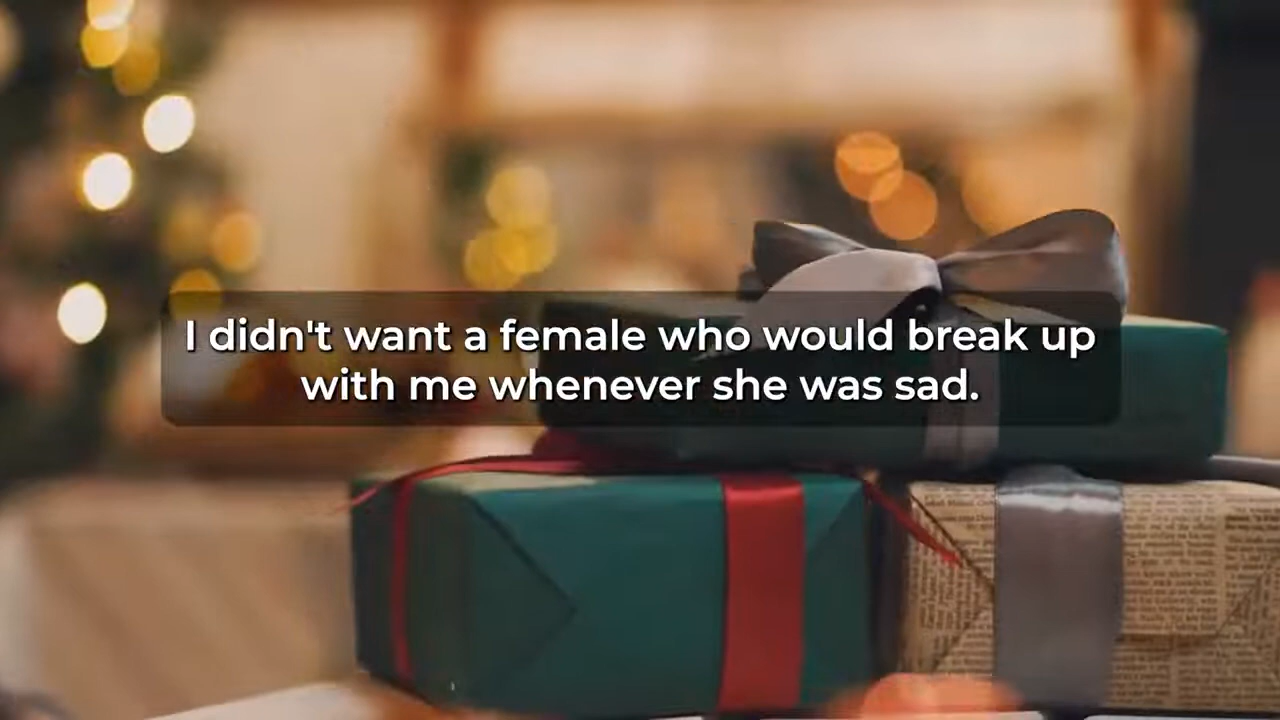 I didn't want a female who would break up
with me whenever she was sad.